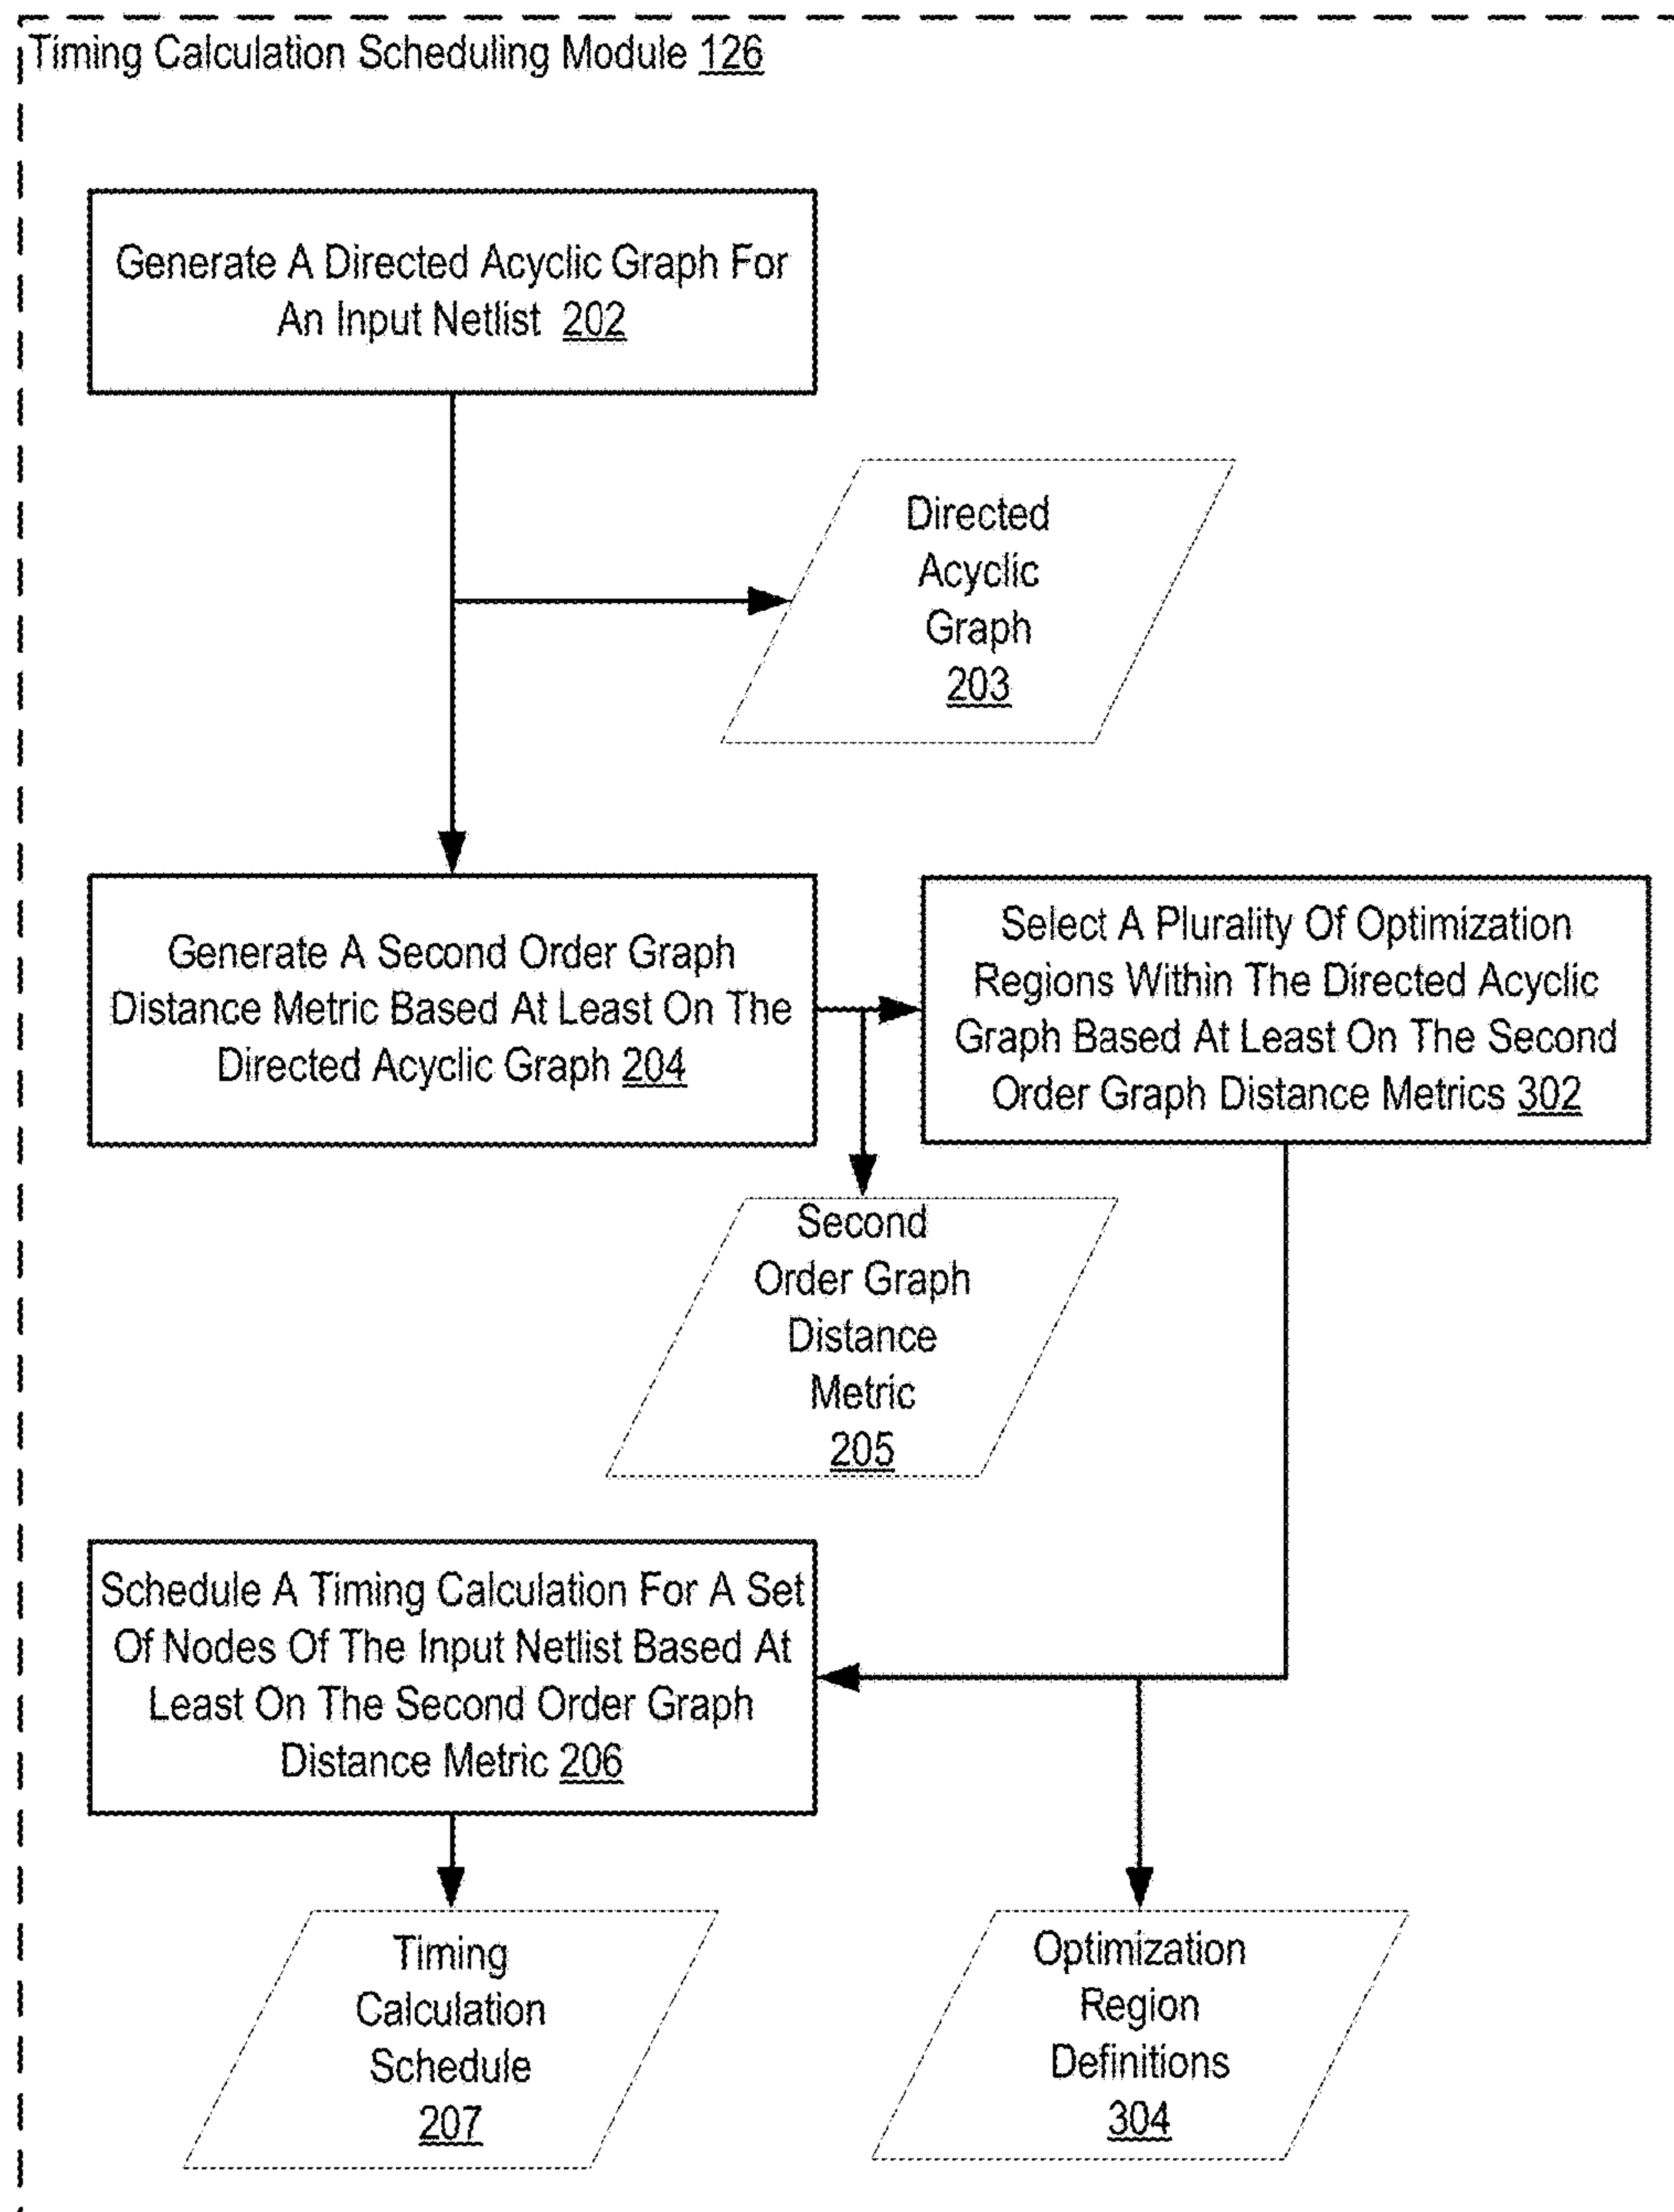 Timing Calculation Scheduling Module 126
Generate A Directed Acyclic Graph For
An Input Netlist 202
Directed
Acyclic
Graph
203
Generate A Second Order Graph
Distance Metric Based At Least On The
Directed Acyclic Graph 204
Select A Plurality Of Optimization
Regions Within The Directed Acyclic
Graph Based At Least On The Second
Order Graph Distance Metrics 302
Second
Order Graph
Distance
Metric
205
Schedule A Timing Calculation For A Set
Of Nodes Of The Input Netlist Based At
Least On The Second Order Graph
Distance Metric 206
Timing
Calculation
Schedule
207
Optimization
Region
Definitions
304